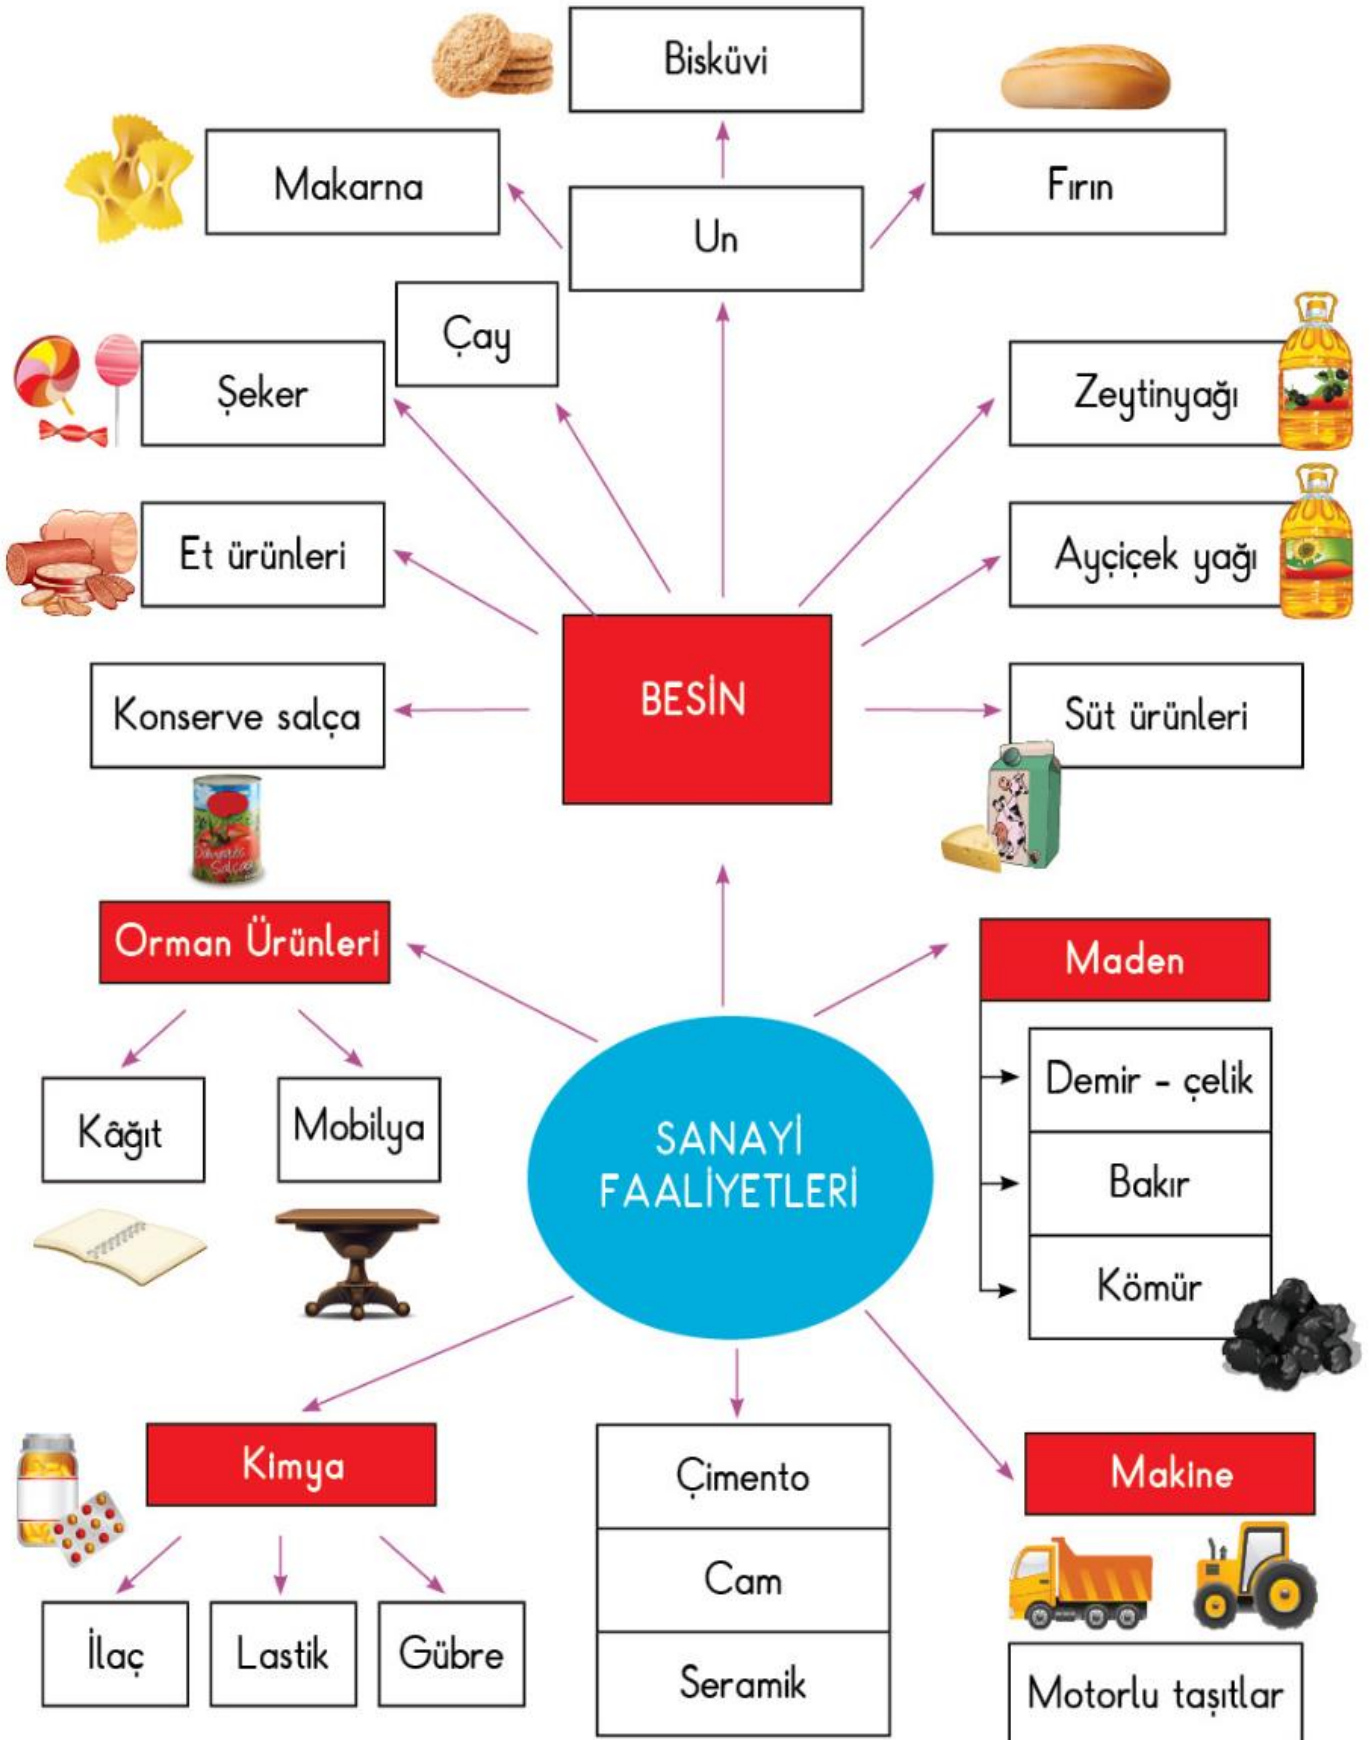 Bisküvi
Makarna
Fırın
Un
Çay
Şeker
Zeytinyağı
Et ürünleri
Ayçiçek yağı
BESİN
Konserve salça
Süt ürünleri
Salçası
Orman Ürünleri
Maden
Kâğıt
Mobilya
Demir - çelik
Bakır
Kömür
SANAYİ
FAALİYETLERİ
Kimya
İlaç
Lastik
Gübre
Çimento
Cam
Seramik
Makine
Motorlu taşıtlar